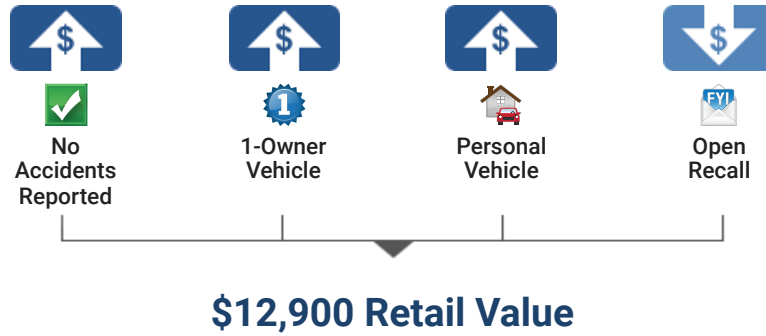 $
$
$
$
1
FYI
No
Accidents
Reported
1-Owner
Vehicle
Personal
Vehicle
Open
Recall
$12,900 Retail Value